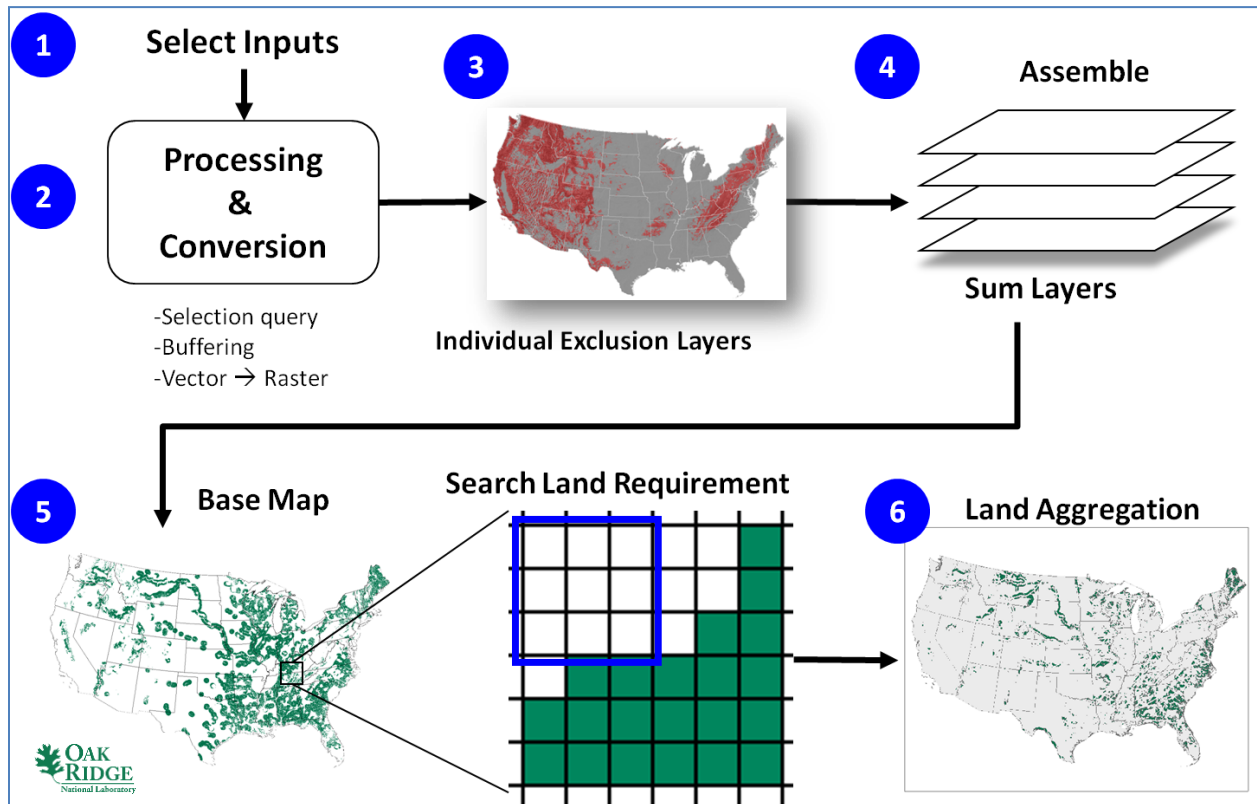 1
Select Inputs
2
Processing
&
Conversion
-Selection query
-Buffering
-Vector → Raster
3
Individual Exclusion Layers
4
Assemble
Sum Layers
5
Base Map
Search Land Requirement
6
Land Aggregation
OAK
RIDGE
National Laboratory